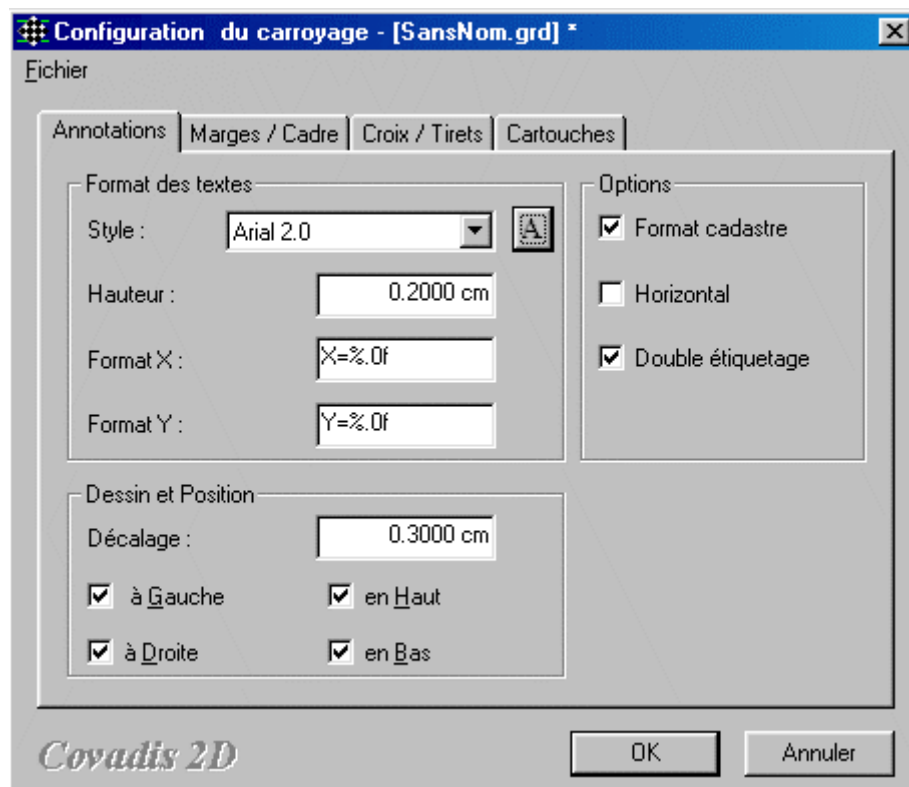 Configuration du carroyage - [SansNom.grd] *
Fichier
Annotations Marges / Cadre Croix / Tirets Cartouches
Format des textes
Style : Arial 2.0 A
Hauteur : 0.2000 cm
Format X : X=%.0f
Format Y : Y=%.0f
Options
Format cadastre
Horizontal
Double étiquetage
Dessin et Position
Décalage : 0.3000 cm
à Gauche en Haut
à Droite en Bas
Covadis 2D OK Annuler